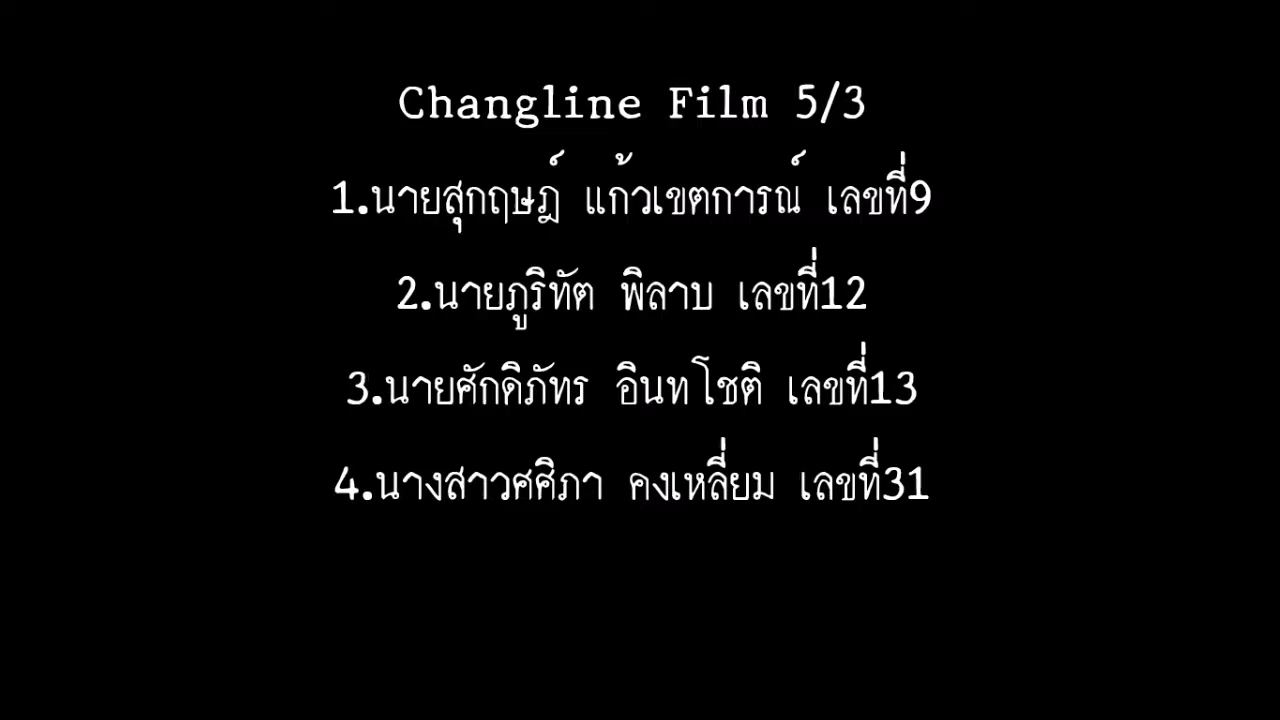 Changline Film 5/3
1.นายสุกฤษฎ์ แก้วเขตการณ์ เลขที่9
2.นายภูริทัต พิลาบ เลขที่12
3.นายศักดิภัทร อินทโชติ เลขที่13
4.นางสาวศศิภา คงเหลี่ยม เลขที่31